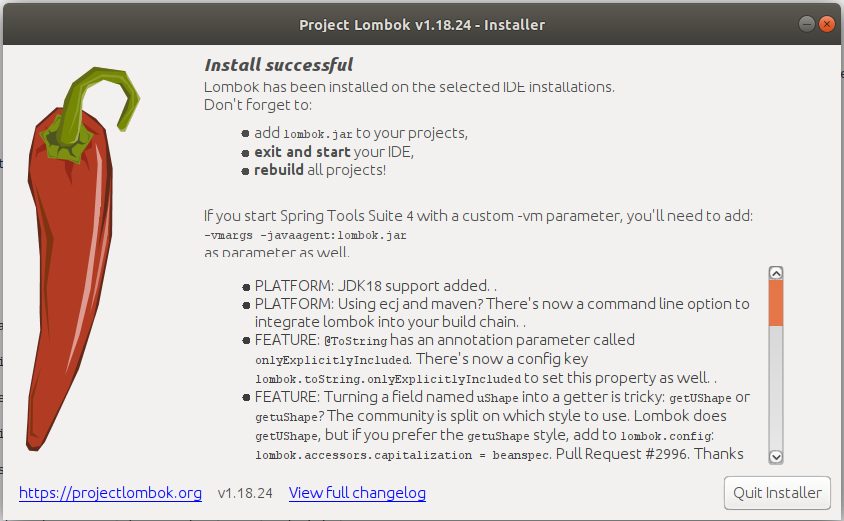 Project Lombok v1.18.24 - Installer
Install successful
Lombok has been installed on the selected IDE installations.
Don't forget to:
add lombok.jar to your projects,
exit and start your IDE,
rebuild all projects!
If you start Spring Tools Suite 4 with a custom -vm parameter, you'll need to add:
-vmargs -javaagent:lombok.jar
as parameter as well.
PLATFORM: JDK18 support added. .
PLATFORM: Using ecj and maven? There's now a command line option to
integrate lombok into your build chain. .
FEATURE: @ToString has an annotation parameter called
onlyExplicitlyIncluded. There's now a config key
lombok.toString.onlyExplicitlyIncluded to set this property as well. .
FEATURE: Turning a field named uShape into a getter is tricky: getUShape or
getuShape? The community is split on which style to use. Lombok does
getUShape, but if you prefer the getuShape style, add to lombok.config:
lombok.accessors.capitalization = beanspec. Pull Request #2996. Thanks
https://projectlombok.org v1.18.24 View full changelog Quit Installer